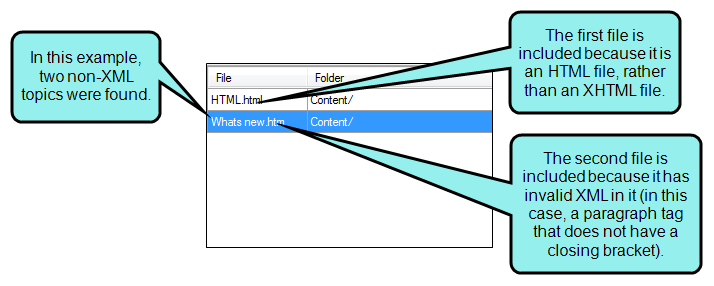 In this example,
two non-XML
topics were found.
The first file is
included because it is
an HTML file, rather
than an XHTML file.
File Folder
HTML.html Content/
Whats new.htm Content/
The second file is
included because it has
invalid XML in it (in this
case, a paragraph tag
that does not have a
closing bracket).